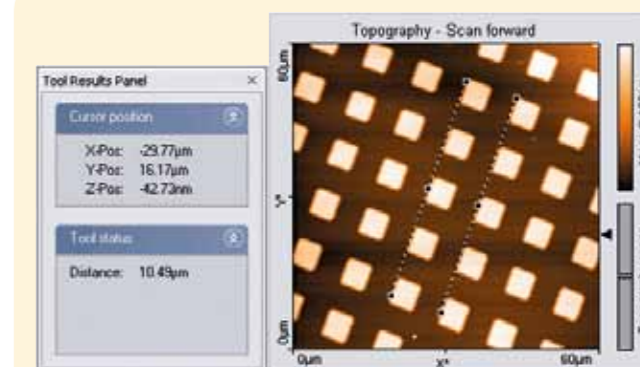 Topography - Scan forward
Tool Results Panel
Cursor position
X-Pos: -29.77µm
Y-Pos: 16.17µm
Z-Pos: -42.73nm
Tool status
Distance: 10.49µm
60µm
Y*
0µm
0µm
X*
60µm